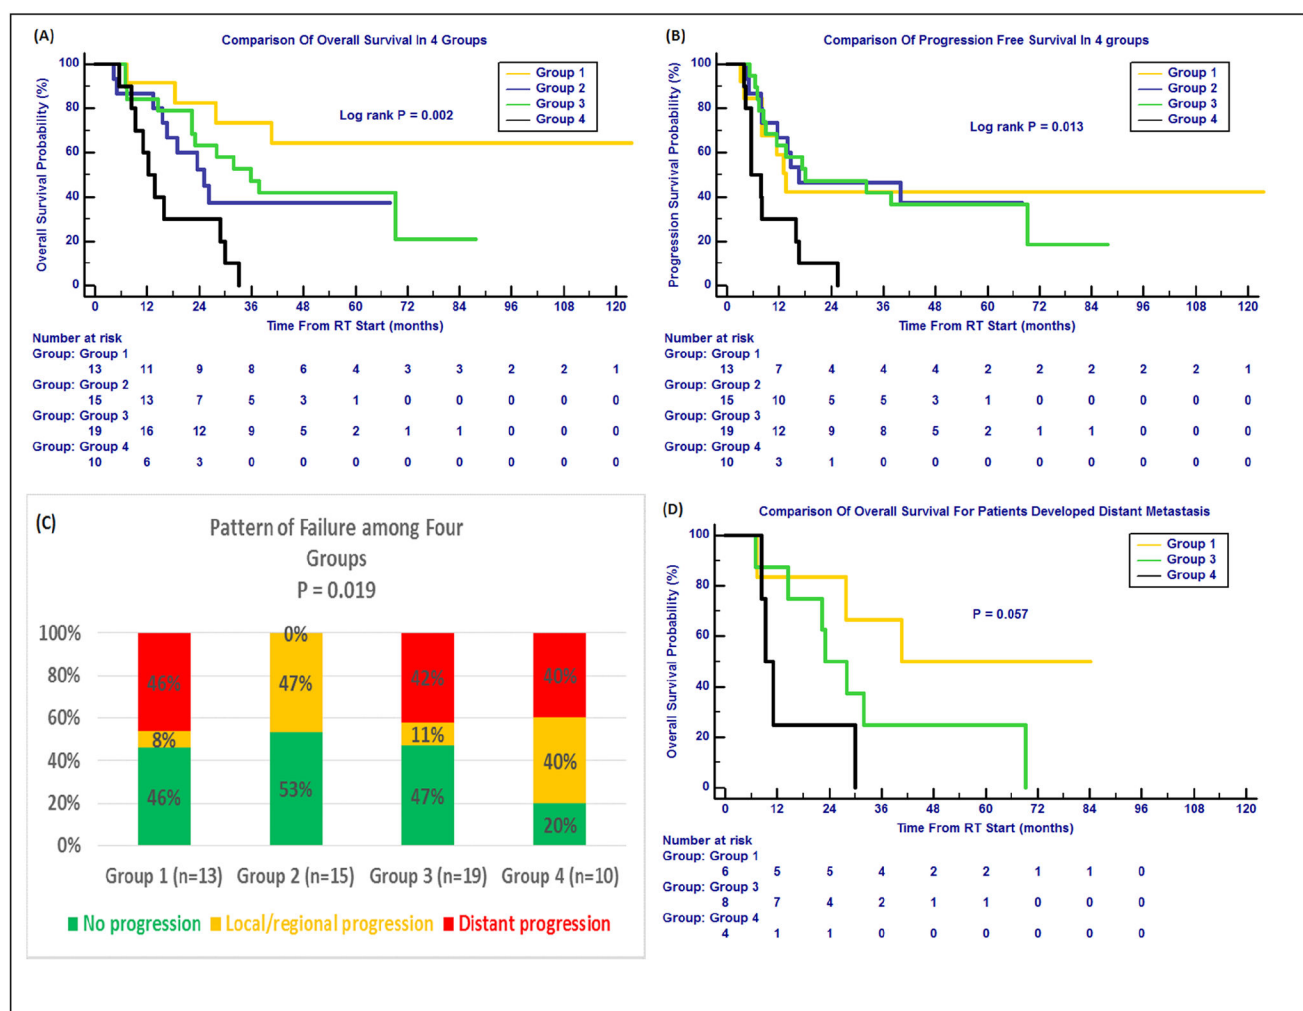 (A)
Comparison Of Overall Survival In 4 Groups
Overall Survival Probability (%)
100
80
60
40
20
0
Group 1
Group 2
Group 3
Group 4
Log rank P = 0.002
0 12 24 36 48 60 72 84 96 108 120
Time From RT Start (months)
Number at risk
Group: Group 1
13 11 9 8 6 4 3 3 2 2 1
Group: Group 2
15 13 7 5 3 1 0 0 0 0 0
Group: Group 3
19 16 12 9 5 2 1 1 0 0 0
Group: Group 4
10 6 3 0 0 0 0 0 0 0 0
(B)
Comparison Of Progression Free Survival In 4 groups
Progression Survival Probability (%)
100
80
60
40
20
0
Group 1
Group 2
Group 3
Group 4
Log rank P = 0.013
0 12 24 36 48 60 72 84 96 108 120
Time From RT Start (months)
Number at risk
Group: Group 1
13 7 4 4 4 2 2 2 2 2 1
Group: Group 2
15 10 5 5 3 1 0 0 0 0 0
Group: Group 3
19 12 9 8 5 2 1 1 0 0 0
Group: Group 4
10 3 1 0 0 0 0 0 0 0 0
(C)
Pattern of Failure among Four
Groups
P = 0.019
100%
80%
60%
40%
20%
0%
46% 0% 42% 40%
8% 47% 11% 40%
46% 53% 47% 20%
Group 1 (n=13) Group 2 (n=15) Group 3 (n=19) Group 4 (n=10)
No progression Local/regional progression Distant progression
(D)
Comparison Of Overall Survival For Patients Developed Distant Metastasis
Overall Survival Probability (%)
100
80
60
40
20
0
Group 1
Group 3
Group 4
P = 0.057
0 12 24 36 48 60 72 84 96 108 120
Time From RT Start (months)
Number at risk
Group: Group 1
6 5 5 4 2 2 1 1 0
Group: Group 3
8 7 4 2 1 1 0 0 0
Group: Group 4
4 1 1 0 0 0 0 0 0